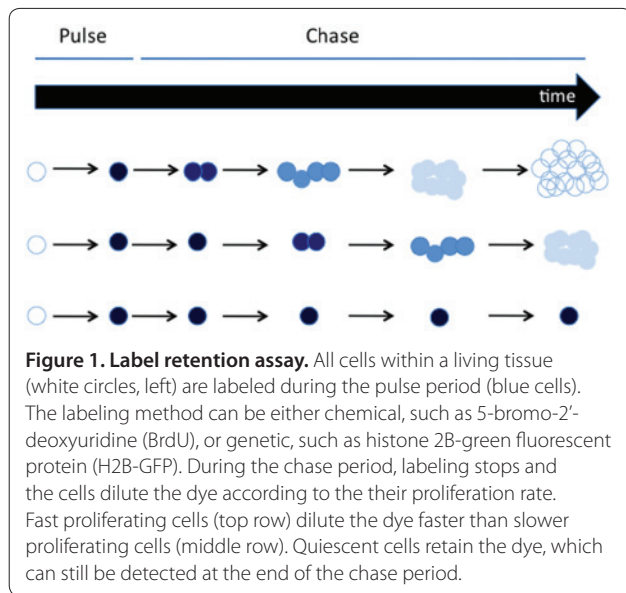 Pulse Chase
time
Figure 1. Label retention assay. All cells within a living tissue
(white circles, left) are labeled during the pulse period (blue cells).
The labeling method can be either chemical, such as 5-bromo-2’-
deoxyuridine (BrdU), or genetic, such as histone 2B-green fluorescent
protein (H2B-GFP). During the chase period, labeling stops and
the cells dilute the dye according to the their proliferation rate.
Fast proliferating cells (top row) dilute the dye faster than slower
proliferating cells (middle row). Quiescent cells retain the dye, which
can still be detected at the end of the chase period.